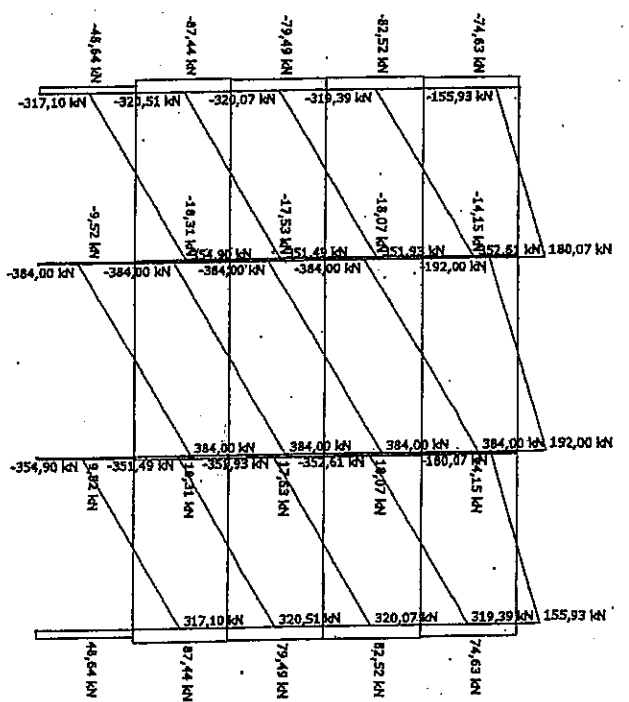 -48,64 kN -87,44 kN -79,49 kN -82,52 kN -74,63 kN
-317,10 kN -320,51 kN -320,07 kN -319,39 kN -155,93 kN
-9,52 kN -18,31 kN -17,53 kN -18,07 kN -14,15 kN
354,90 kN 351,49 kN 351,93 kN 352,61 kN 180,07 kN
-384,00 kN -384,00 kN -384,00 kN -384,00 kN -192,00 kN
384,00 kN 384,00 kN 384,00 kN 384,00 kN 192,00 kN
-354,90 kN -351,49 kN -351,93 kN -352,61 kN -180,07 kN
9,82 kN 18,31 kN 17,53 kN 18,07 kN 14,15 kN
317,10 kN 320,51 kN 320,07 kN 319,39 kN 155,93 kN
48,64 kN 87,44 kN 79,49 kN 82,52 kN 74,63 kN